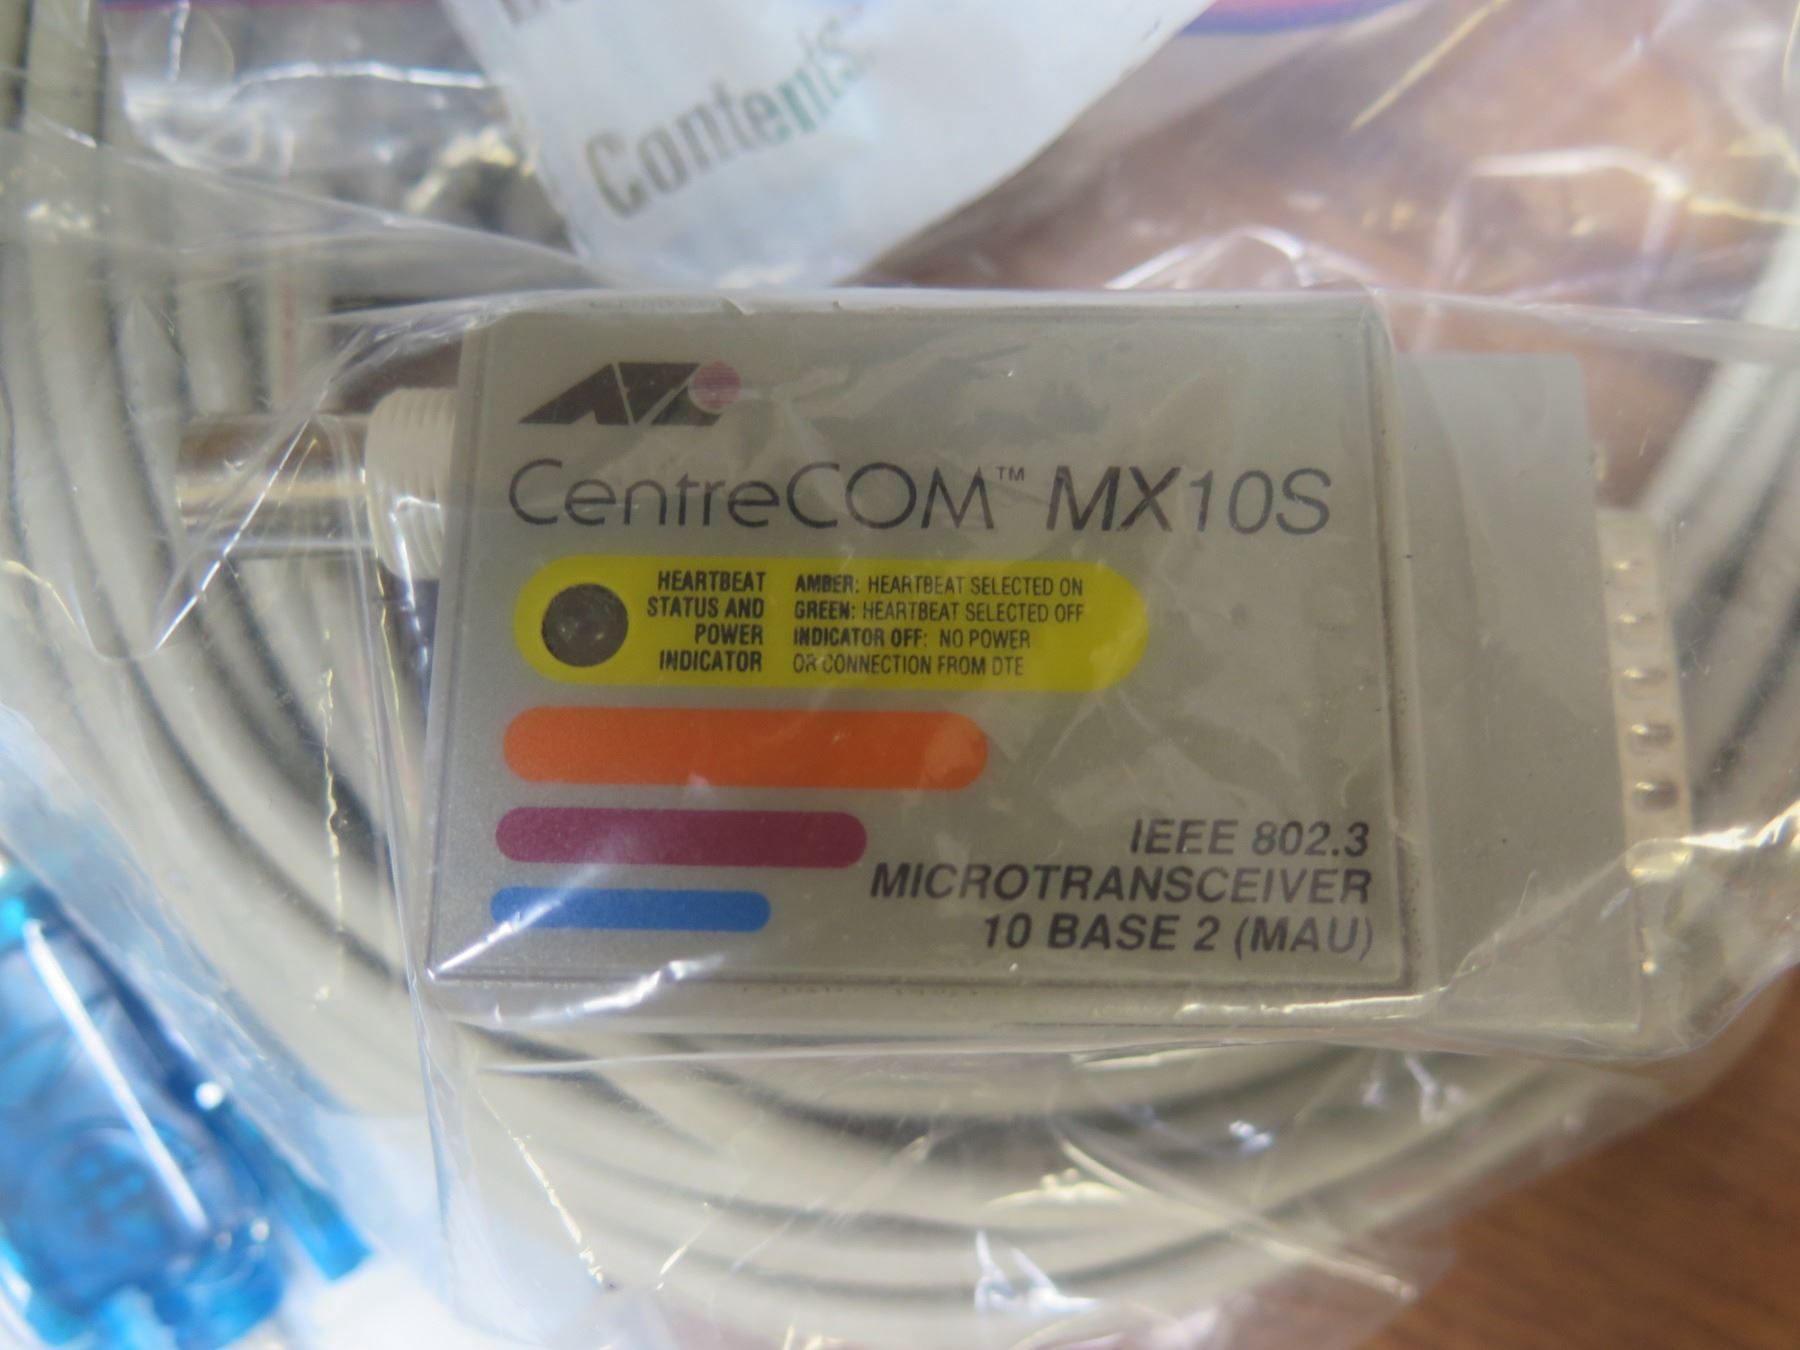 Contents:
ATI
CentreCOM™ MX10S
HEARTBEAT
STATUS AND
POWER
INDICATOR
AMBER: HEARTBEAT SELECTED ON
GREEN: HEARTBEAT SELECTED OFF
INDICATOR OFF: NO POWER
OR CONNECTION FROM DTE
IEEE 802.3
MICROTRANSCEIVER
10 BASE 2 (MAU)